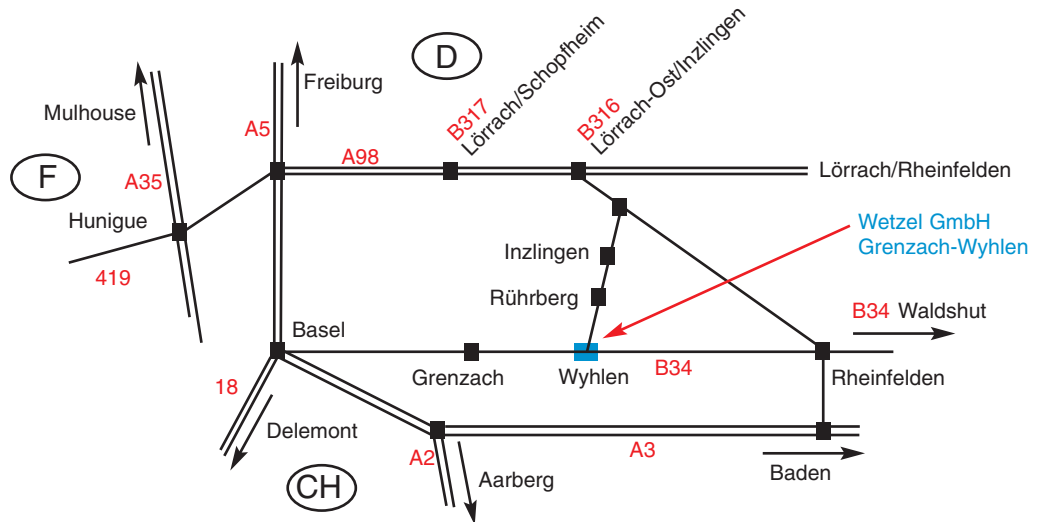 D
Freiburg
Mulhouse
B317
Lörrach/Schopfheim
B316
Lörrach-Ost/Inzlingen
A5
A98
F
A35
Lörrach/Rheinfelden
Hunigue
Wetzel GmbH
Grenzach-Wyhlen
Inzlingen
419
Rührberg
B34 Waldshut
Basel
18
Grenzach
Wyhlen
B34
Rheinfelden
Delemont
A2
A3
Baden
Aarberg
CH